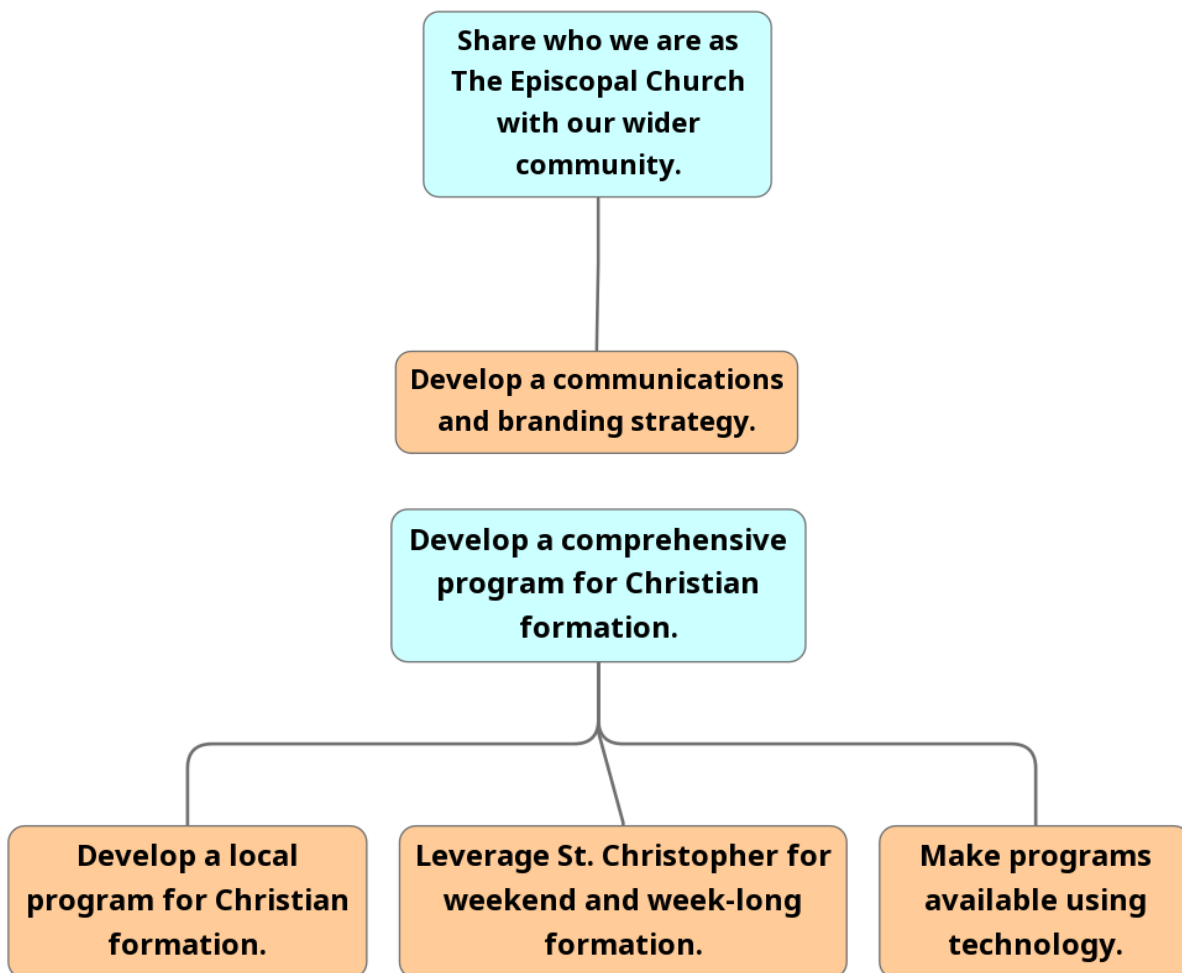 Share who we are as
The Episcopal Church
with our wider
community.
Develop a communications
and branding strategy.
Develop a comprehensive
program for Christian
formation.
Develop a local
program for Christian
formation.
Leverage St. Christopher for
weekend and week-long
formation.
Make programs
available using
technology.